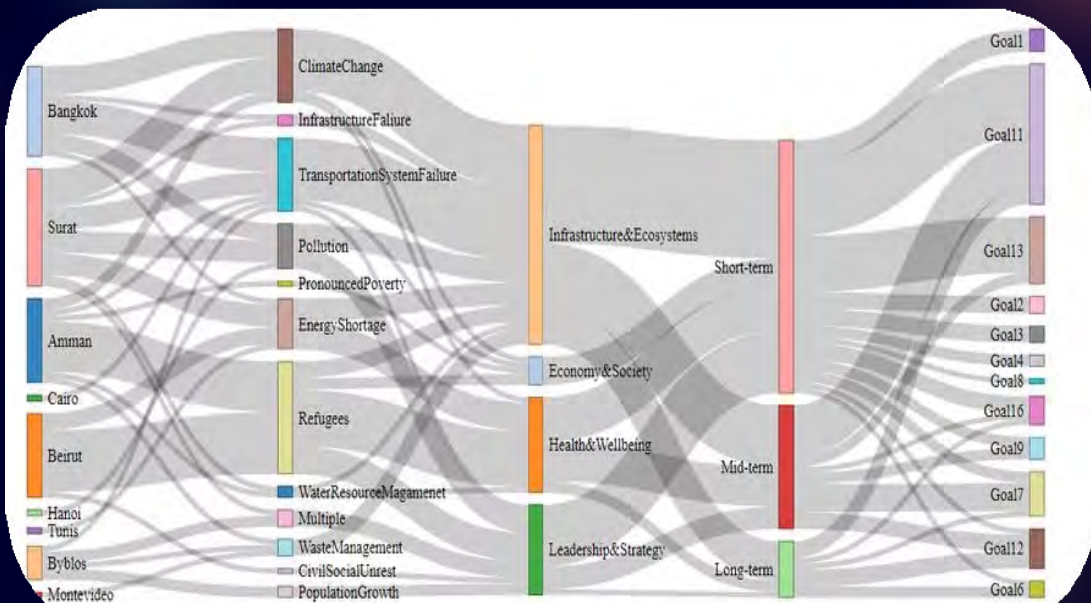 Bangkok
Surat
Amman
Cairo
Beirut
Hanoi
Tunis
Byblos
Montevideo
ClimateChange
InfrastructureFaliure
TransportationSystemFailure
Pollution
PronouncedPoverty
EnergyShortage
Refugees
WaterResourceMagamenet
Multiple
WasteManagement
CivilSocialUnrest
PopulationGrowth
Infrastructure&Ecosystems
Economy&Society
Health&Wellbeing
Leadership&Strategy
Short-term
Mid-term
Long-term
Goal1
Goal11
Goal13
Goal2
Goal3
Goal4
Goal8
Goal16
Goal9
Goal7
Goal12
Goal6